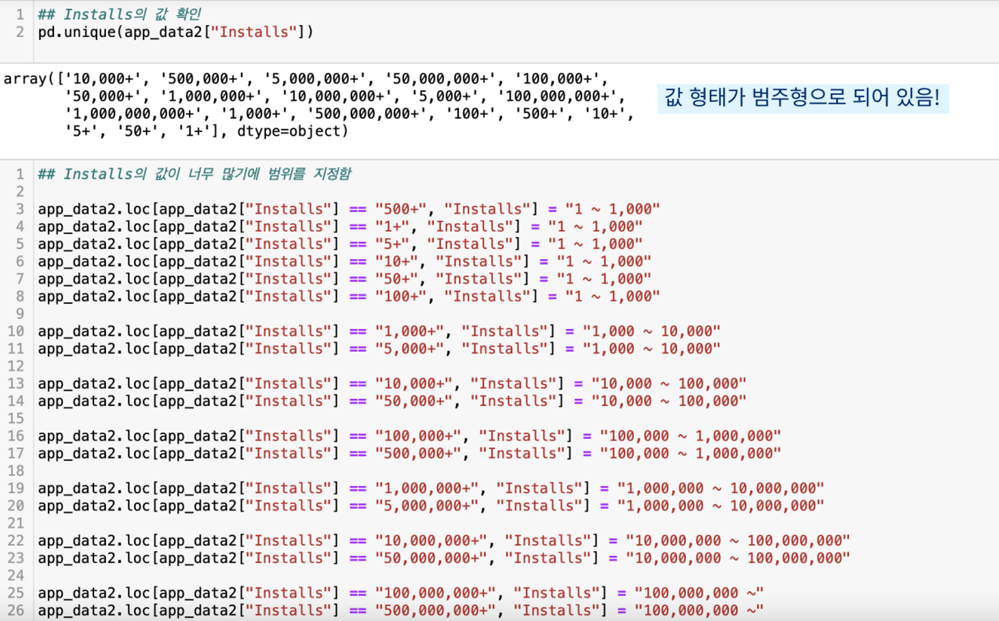 1 ## Installs의 값 확인
2 pd.unique(app_data2["Installs"])
array(['10,000+', '500,000+', '5,000,000+', '50,000,000+', '100,000+',
'50,000+', '1,000,000+', '10,000,000+', '5,000+', '100,000,000+',
'1,000,000,000+', '1,000+', '500,000,000+', '100+', '500+', '10+',
'5+', '50+', '1+'], dtype=object)
값 형태가 범주형으로 되어 있음!
1 ## Installs의 값이 너무 많기에 범위를 지정함
2
3 app_data2.loc[app_data2["Installs"] == "500+", "Installs"] = "1 ~ 1,000"
4 app_data2.loc[app_data2["Installs"] == "1+", "Installs"] = "1 ~ 1,000"
5 app_data2.loc[app_data2["Installs"] == "5+", "Installs"] = "1 ~ 1,000"
6 app_data2.loc[app_data2["Installs"] == "10+", "Installs"] = "1 ~ 1,000"
7 app_data2.loc[app_data2["Installs"] == "50+", "Installs"] = "1 ~ 1,000"
8 app_data2.loc[app_data2["Installs"] == "100+", "Installs"] = "1 ~ 1,000"
9
10 app_data2.loc[app_data2["Installs"] == "1,000+", "Installs"] = "1,000 ~ 10,000"
11 app_data2.loc[app_data2["Installs"] == "5,000+", "Installs"] = "1,000 ~ 10,000"
12
13 app_data2.loc[app_data2["Installs"] == "10,000+", "Installs"] = "10,000 ~ 100,000"
14 app_data2.loc[app_data2["Installs"] == "50,000+", "Installs"] = "10,000 ~ 100,000"
15
16 app_data2.loc[app_data2["Installs"] == "100,000+", "Installs"] = "100,000 ~ 1,000,000"
17 app_data2.loc[app_data2["Installs"] == "500,000+", "Installs"] = "100,000 ~ 1,000,000"
18
19 app_data2.loc[app_data2["Installs"] == "1,000,000+", "Installs"] = "1,000,000 ~ 10,000,000"
20 app_data2.loc[app_data2["Installs"] == "5,000,000+", "Installs"] = "1,000,000 ~ 10,000,000"
21
22 app_data2.loc[app_data2["Installs"] == "10,000,000+", "Installs"] = "10,000,000 ~ 100,000,000"
23 app_data2.loc[app_data2["Installs"] == "50,000,000+", "Installs"] = "10,000,000 ~ 100,000,000"
24
25 app_data2.loc[app_data2["Installs"] == "100,000,000+", "Installs"] = "100,000,000 ~"
26 app_data2.loc[app_data2["Installs"] == "500,000,000+", "Installs"] = "100,000,000 ~"